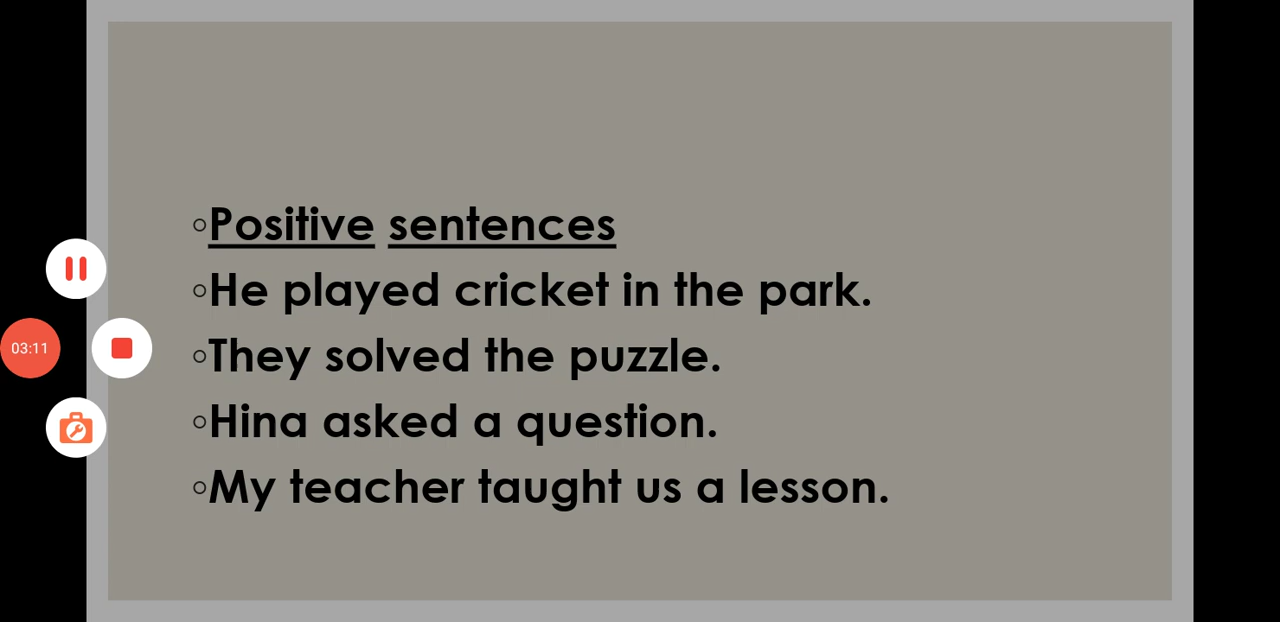 ◦Positive sentences
◦He played cricket in the park.
03:11
◦They solved the puzzle.
◦Hina asked a question.
◦My teacher taught us a lesson.